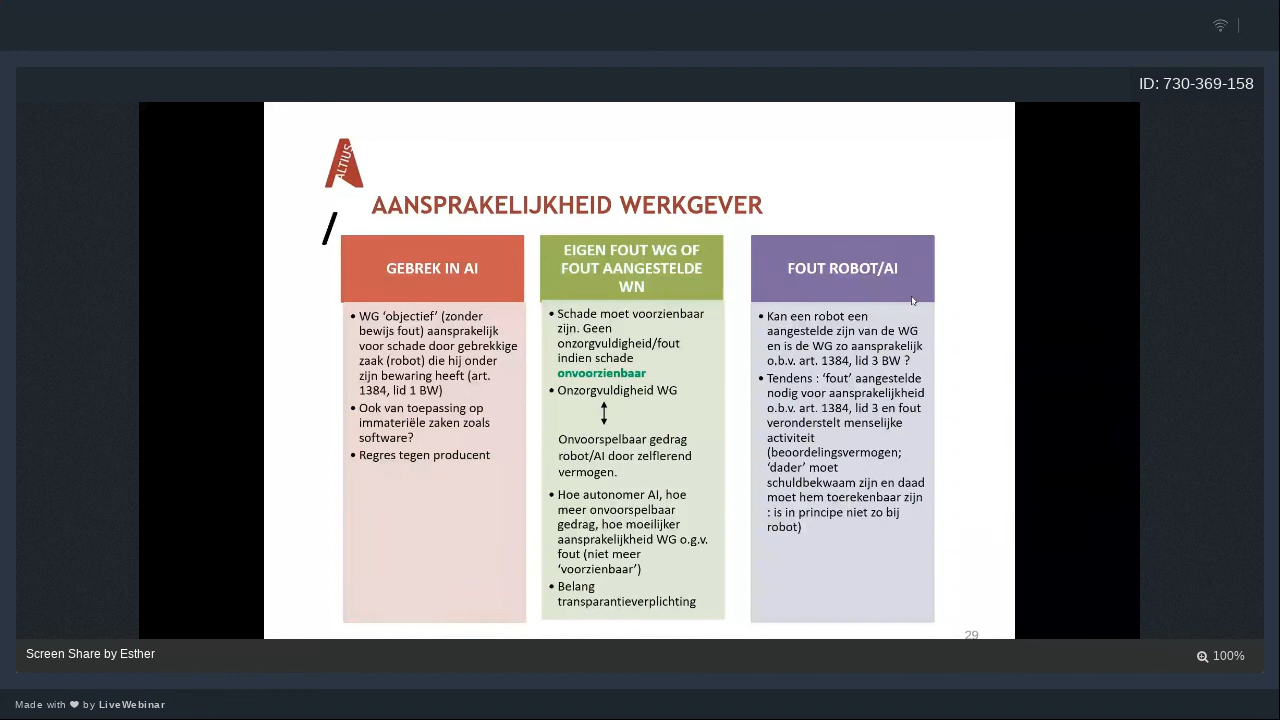 ID: 730-369-158
ALTIUS
/
AANSPRAKELIJKHEID WERKGEVER
GEBREK IN AI
• WG ‘objectief’ (zonder
bewijs fout) aansprakelijk
voor schade door gebrekkige
zaak (robot) die hij onder
zijn bewaring heeft (art.
1384, lid 1 BW)
• Ook van toepassing op
immateriële zaken zoals
software?
• Regres tegen producent
EIGEN FOUT WG OF
FOUT AANGESTELDE
WN
• Schade moet voorzienbaar
zijn. Geen
onzorgvuldigheid/fout
indien schade
onvoorzienbaar
• Onzorgvuldigheid WG
Onvoorspelbaar gedrag
robot/AI door zelflerend
vermogen.
• Hoe autonomer AI, hoe
meer onvoorspelbaar
gedrag, hoe moeilijker
aansprakelijkheid WG o.g.v.
fout (niet meer
‘voorzienbaar’)
• Belang
transparantieverplichting
FOUT ROBOT/AI
• Kan een robot een
aangestelde zijn van de WG
en is de WG zo aansprakelijk
o.b.v. art. 1384, lid 3 BW ?
• Tendens : ‘fout’ aangestelde
nodig voor aansprakelijkheid
o.b.v. art. 1384, lid 3 en fout
veronderstelt menselijke
activiteit
(beoordelingsvermogen;
‘dader’ moet
schuldbekwaam zijn en daad
moet hem toerekenbaar zijn
: is in principe niet zo bij
robot)
29
Screen Share by Esther
100%
Made with ❤ by LiveWebinar